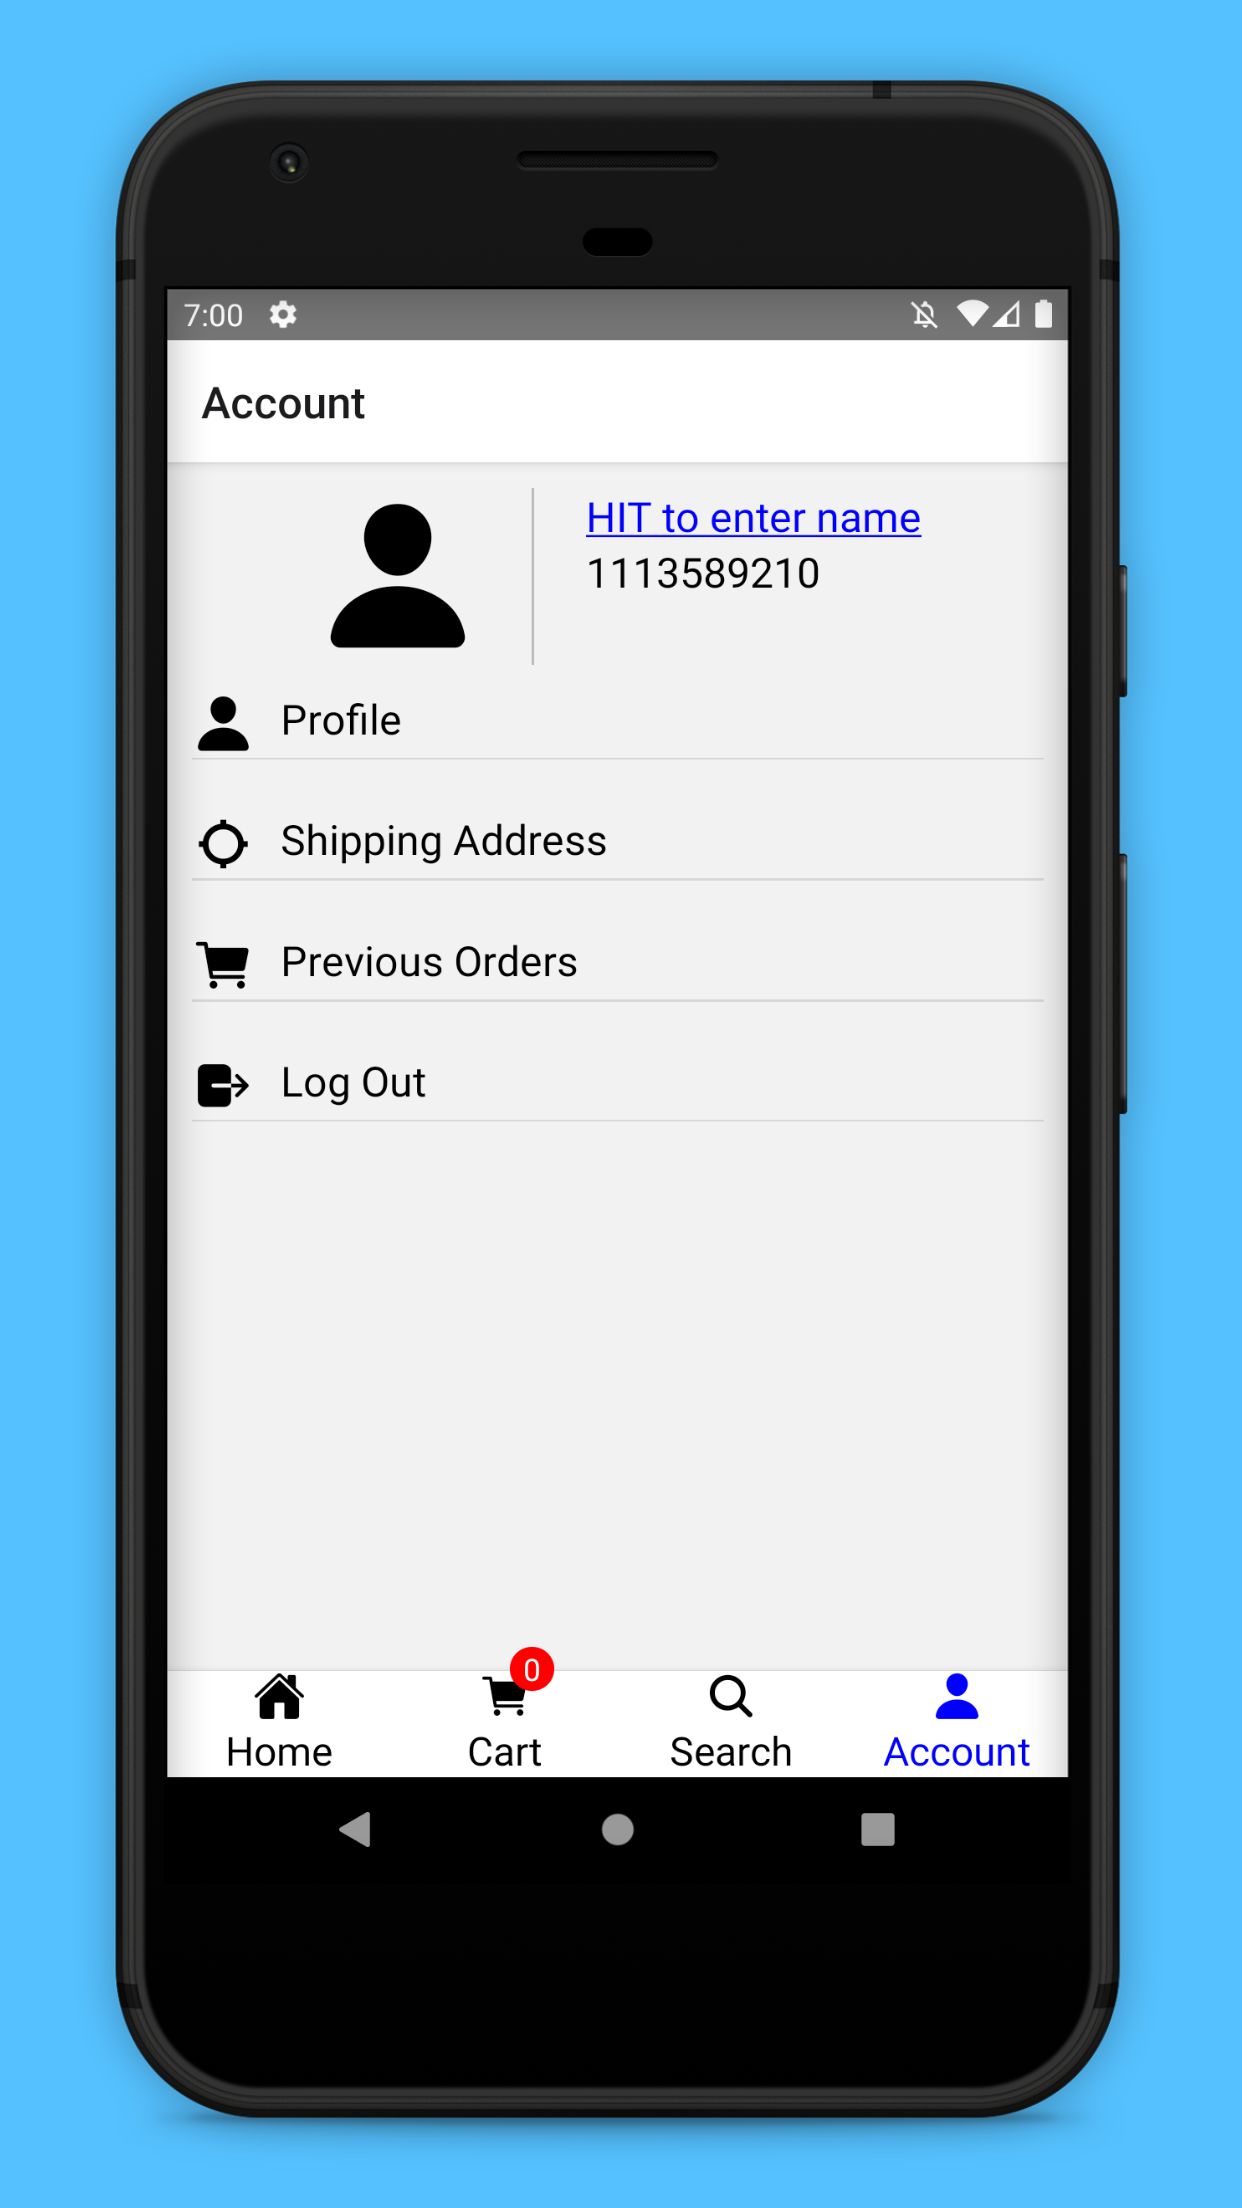 7:00
Account
HIT to enter name
1113589210
Profile
Shipping Address
Previous Orders
Log Out
0
Home
Cart
Search
Account